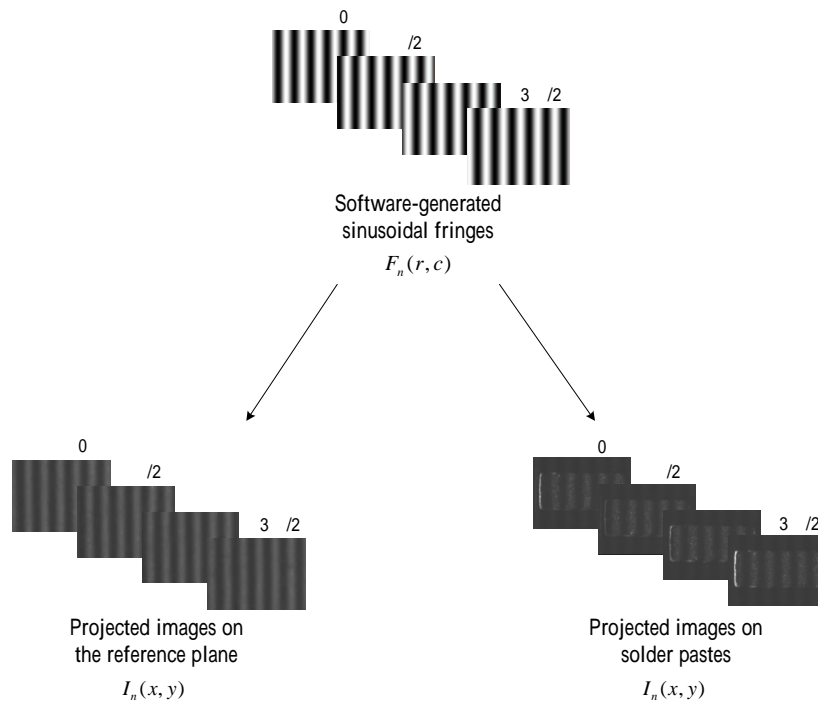 0
/2
3 /2
Software-generated
sinusoidal fringes
F_n(r,c)
0
/2
3 /2
0
/2
3 /2
Projected images on
the reference plane
I_n(x, y)
Projected images on
solder pastes
I_n(x, y)